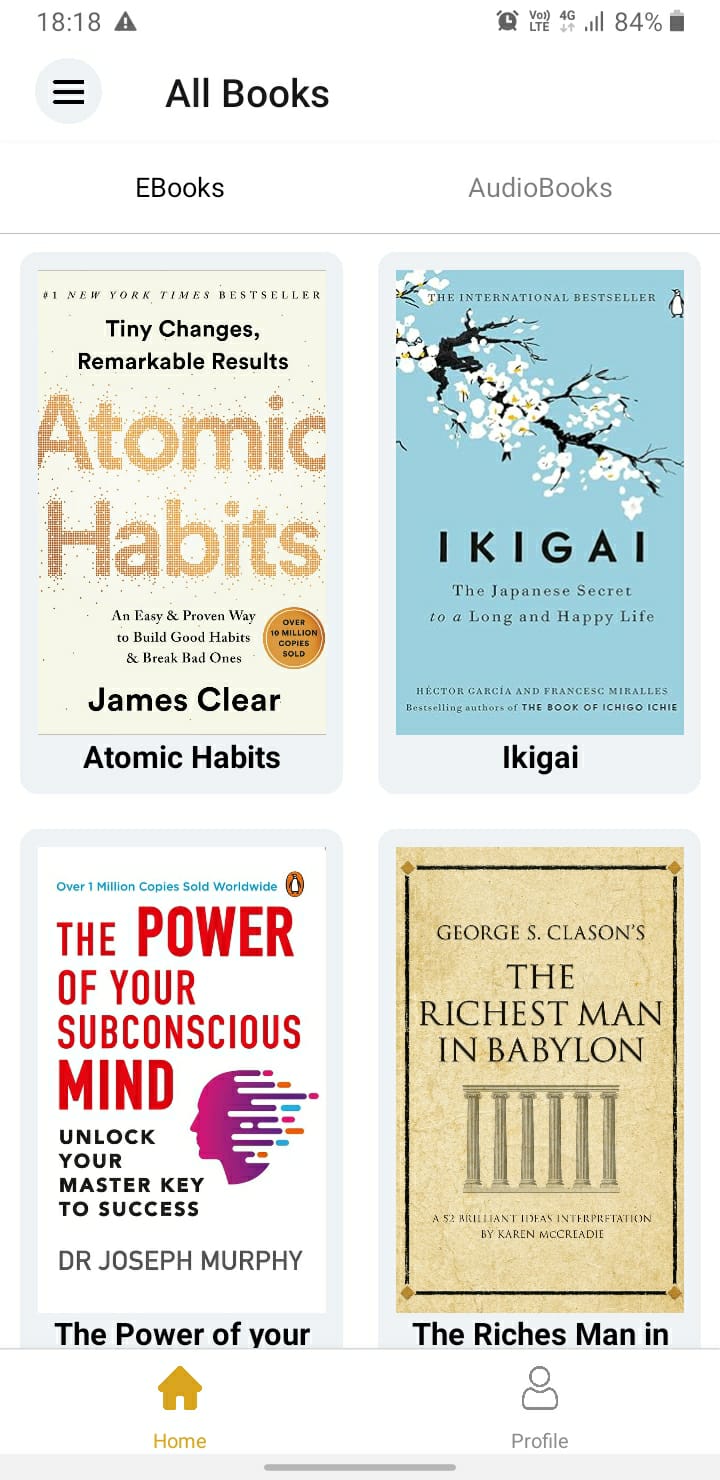 18:18
Vo)) LTE 4G 84%
All Books
EBooks
AudioBooks
#1 NEW YORK TIMES BESTSELLER
Tiny Changes,
Remarkable Results
Atomic
Habits
An Easy & Proven Way
to Build Good Habits
& Break Bad Ones
OVER
10 MILLION
COPIES
SOLD
James Clear
Atomic Habits
THE INTERNATIONAL BESTSELLER
IKIGAI
The Japanese Secret
to a Long and Happy Life
HÉCTOR GARCÍA AND FRANCESC MIRALLES
Bestselling authors of THE BOOK OF ICHIGO ICHIE
Ikigai
Over 1 Million Copies Sold Worldwide
THE POWER
OF YOUR
SUBCONSCIOUS
MIND
UNLOCK
YOUR
MASTER KEY
TO SUCCESS
DR JOSEPH MURPHY
The Power of your
GEORGE S. CLASON'S
THE
RICHEST MAN
IN BABYLON
A 52 BRILLIANT IDEAS INTERPRETATION
BY KAREN McCREADIE
The Riches Man in
Home
Profile